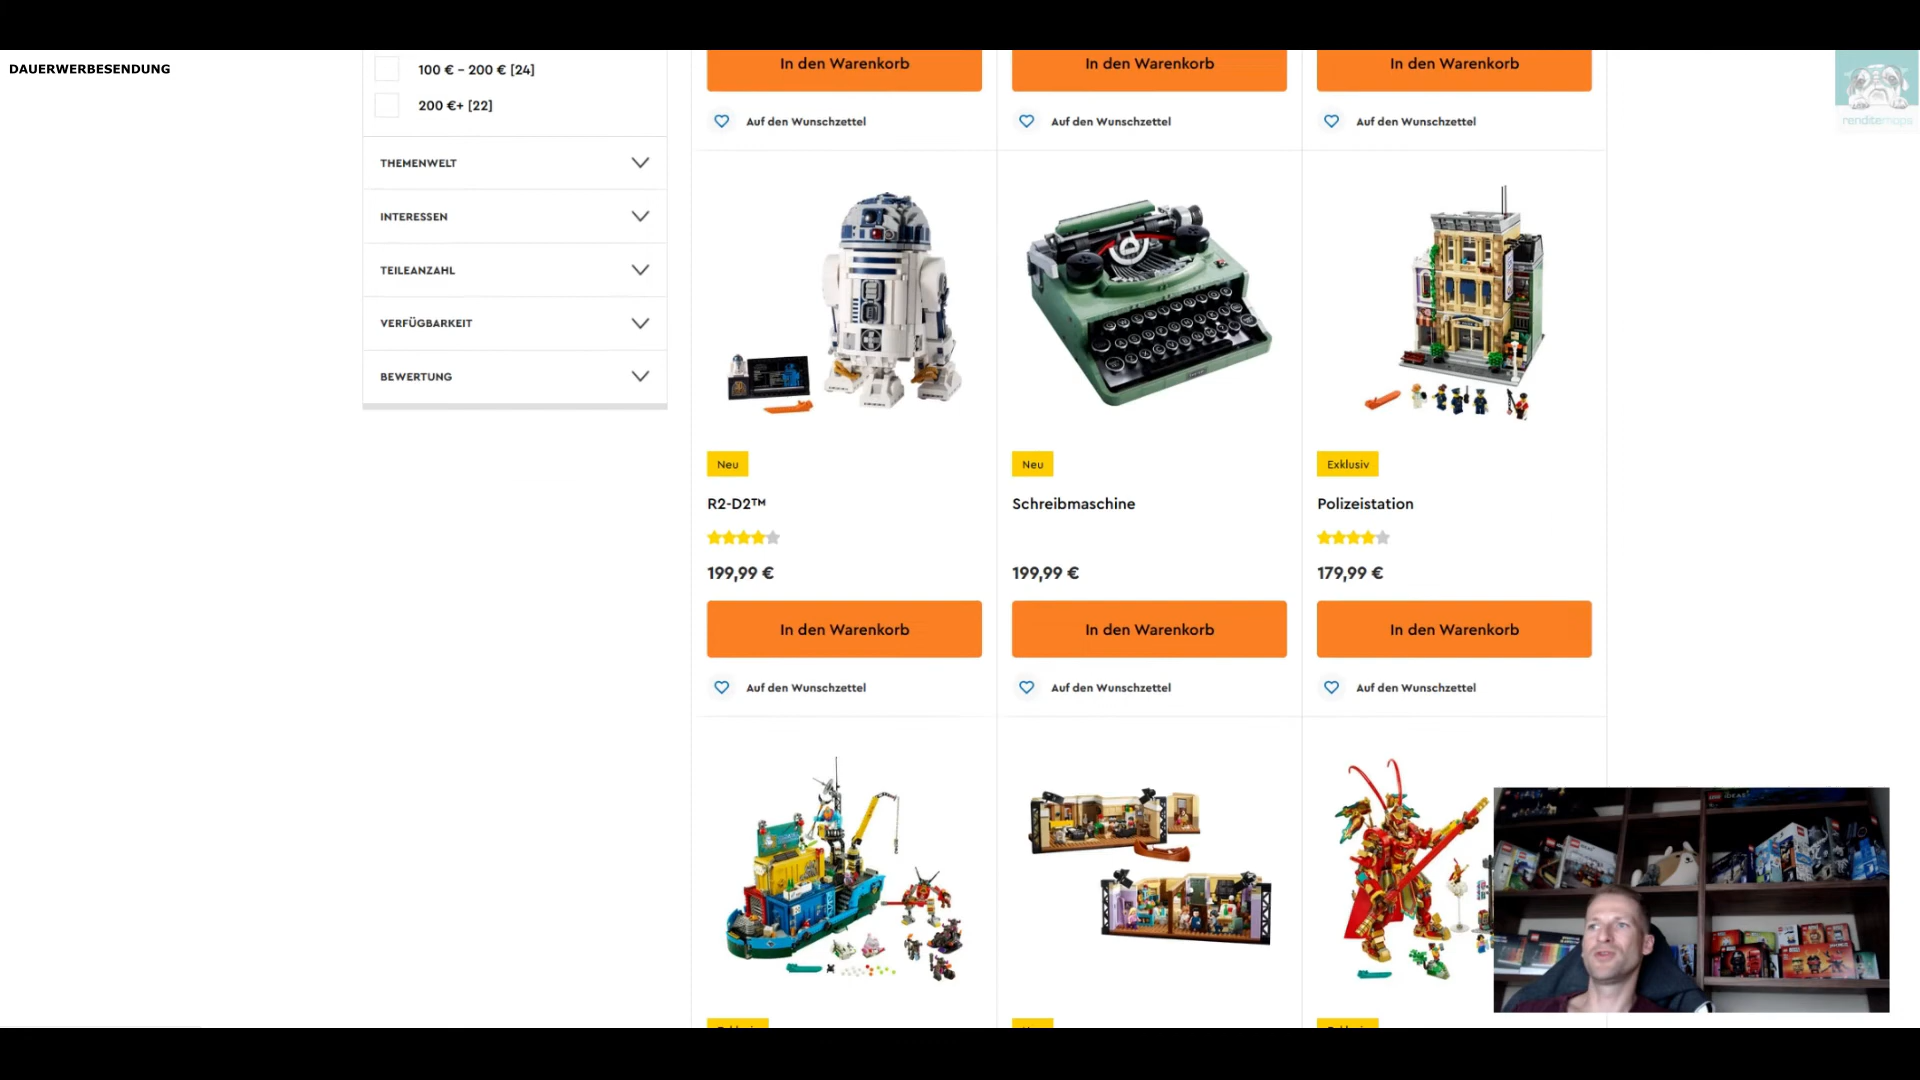 DAUERWERBESENDUNG
renditemops
100 € – 200 € [24]
200 €+ [22]
THEMENWELT
INTERESSEN
TEILEANZAHL
VERFÜGBARKEIT
BEWERTUNG
In den Warenkorb
In den Warenkorb
In den Warenkorb
Auf den Wunschzettel
Auf den Wunschzettel
Auf den Wunschzettel
Neu
Neu
Exklusiv
R2-D2™
Schreibmaschine
Polizeistation
199,99 €
199,99 €
179,99 €
In den Warenkorb
In den Warenkorb
In den Warenkorb
Auf den Wunschzettel
Auf den Wunschzettel
Auf den Wunschzettel